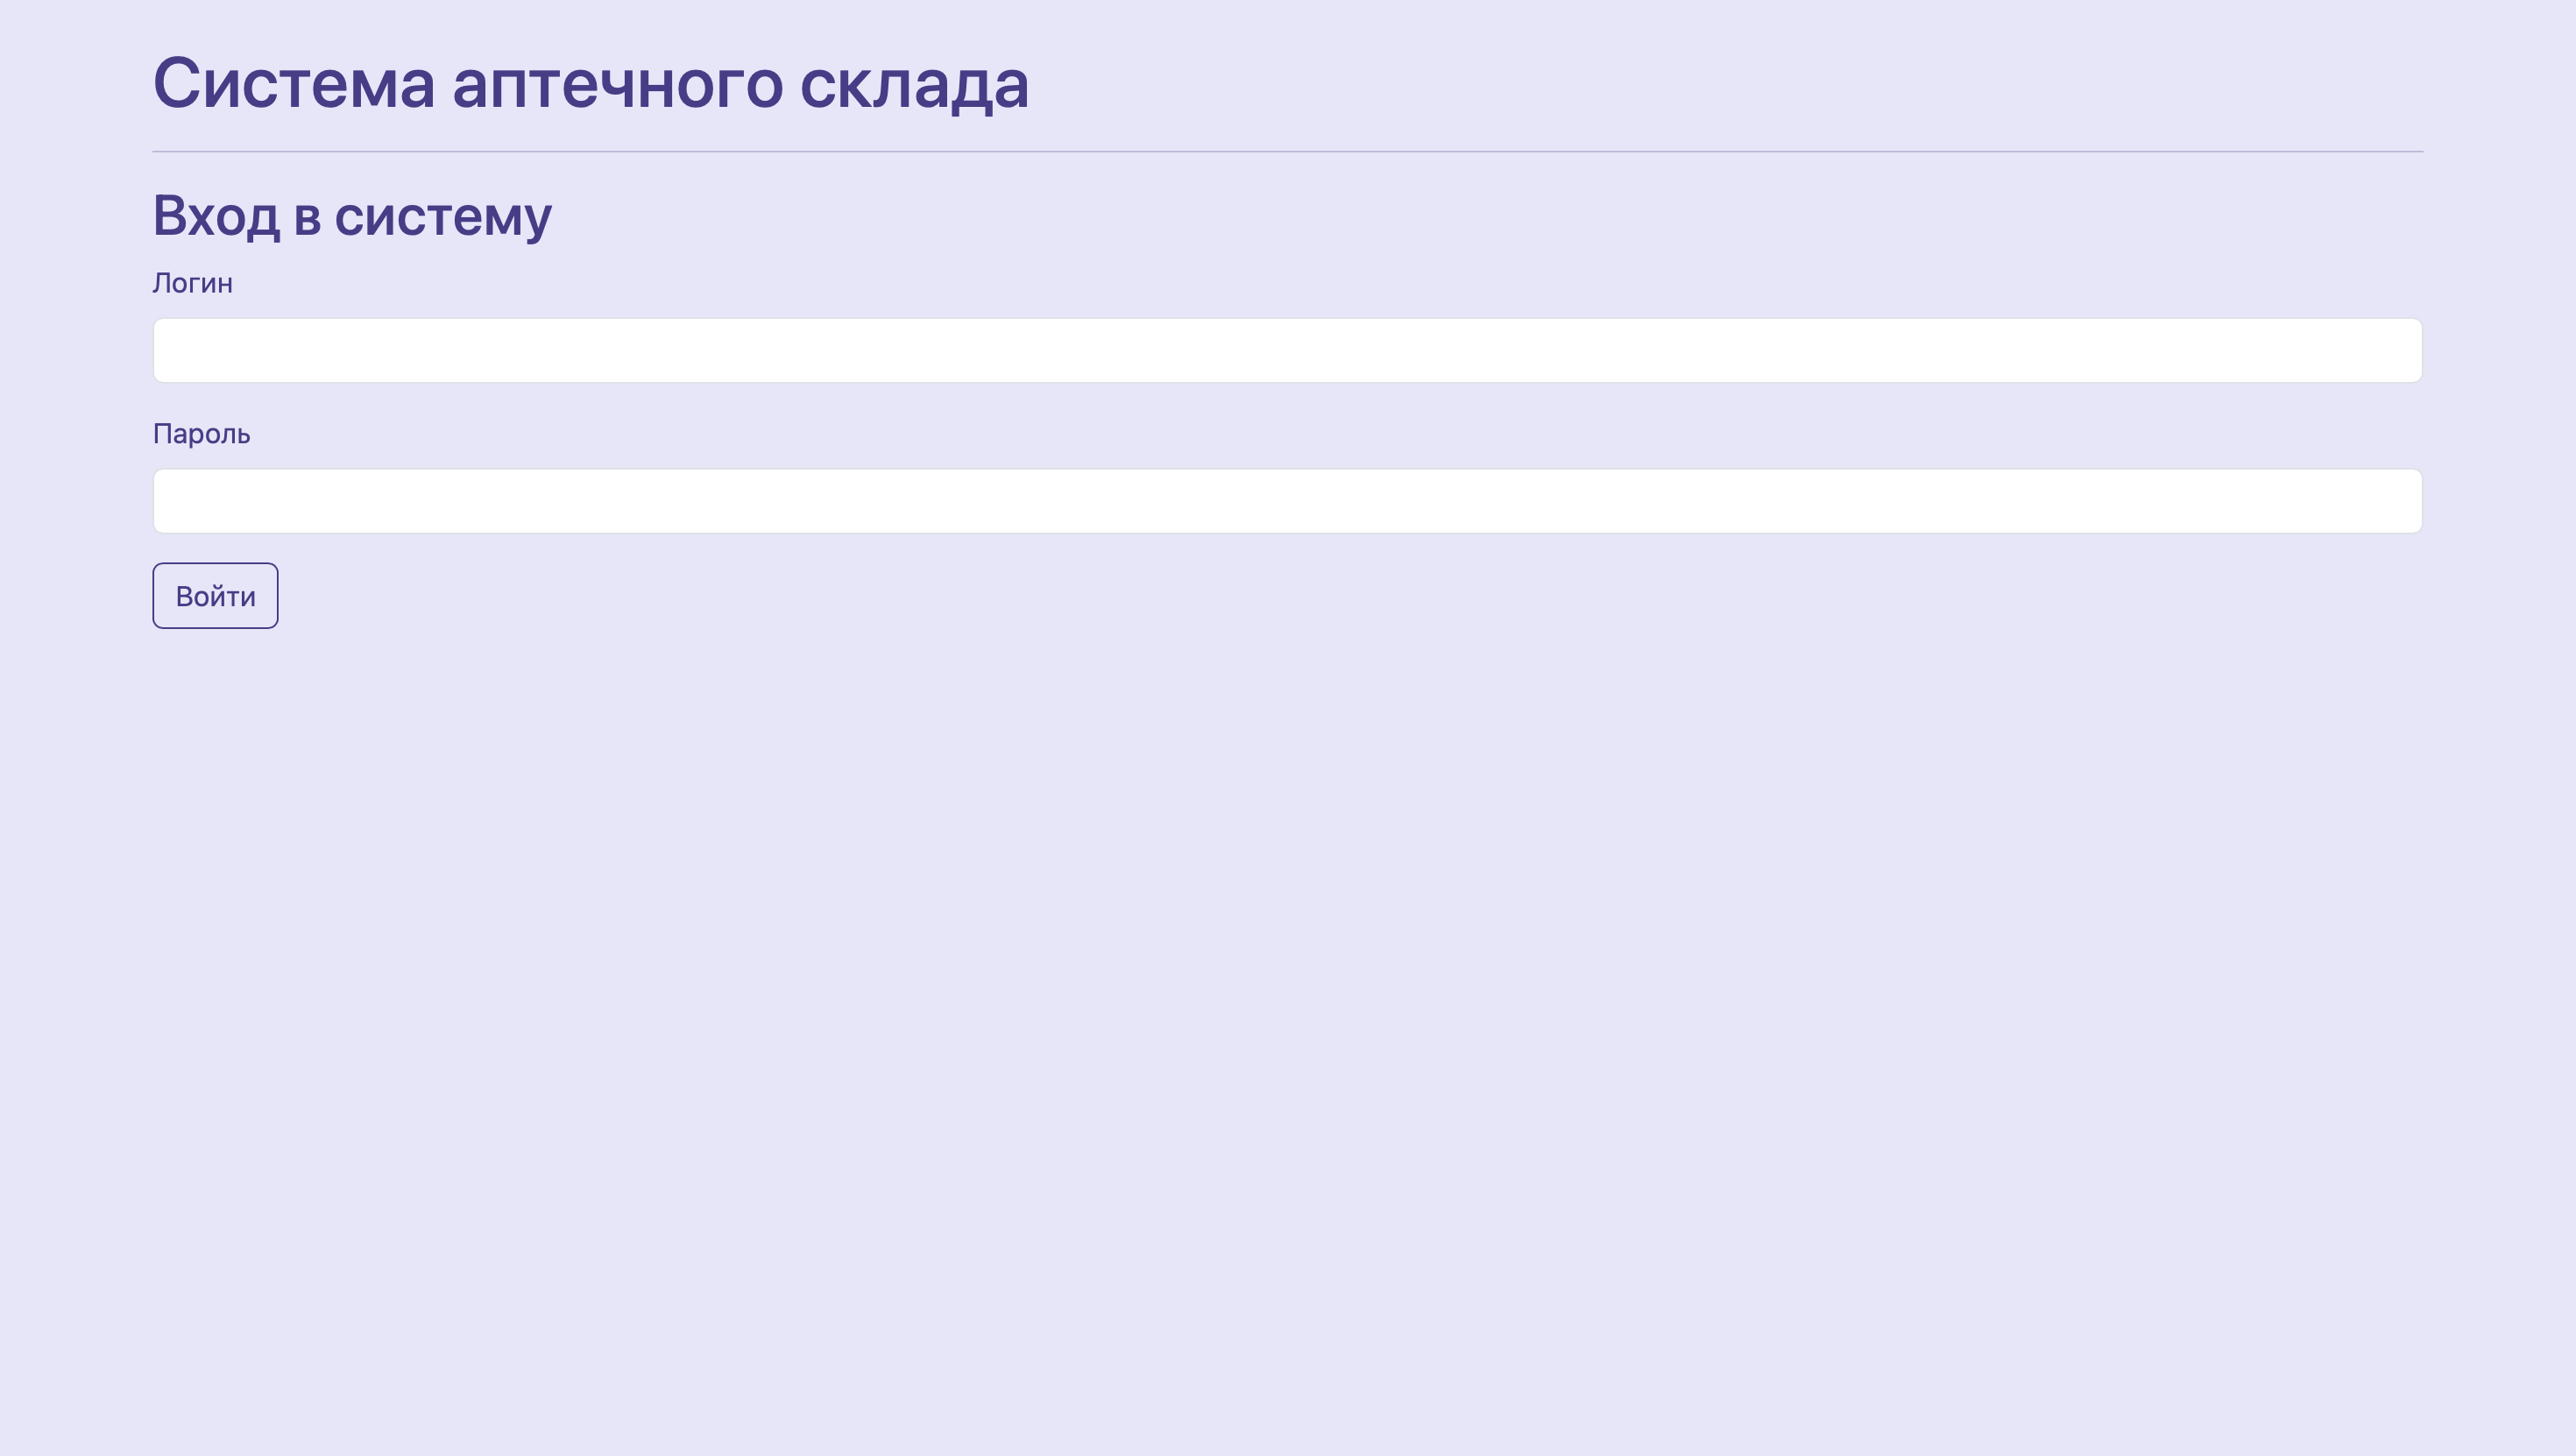 Система аптечного склада
Вход в систему
Логин
Пароль
Войти